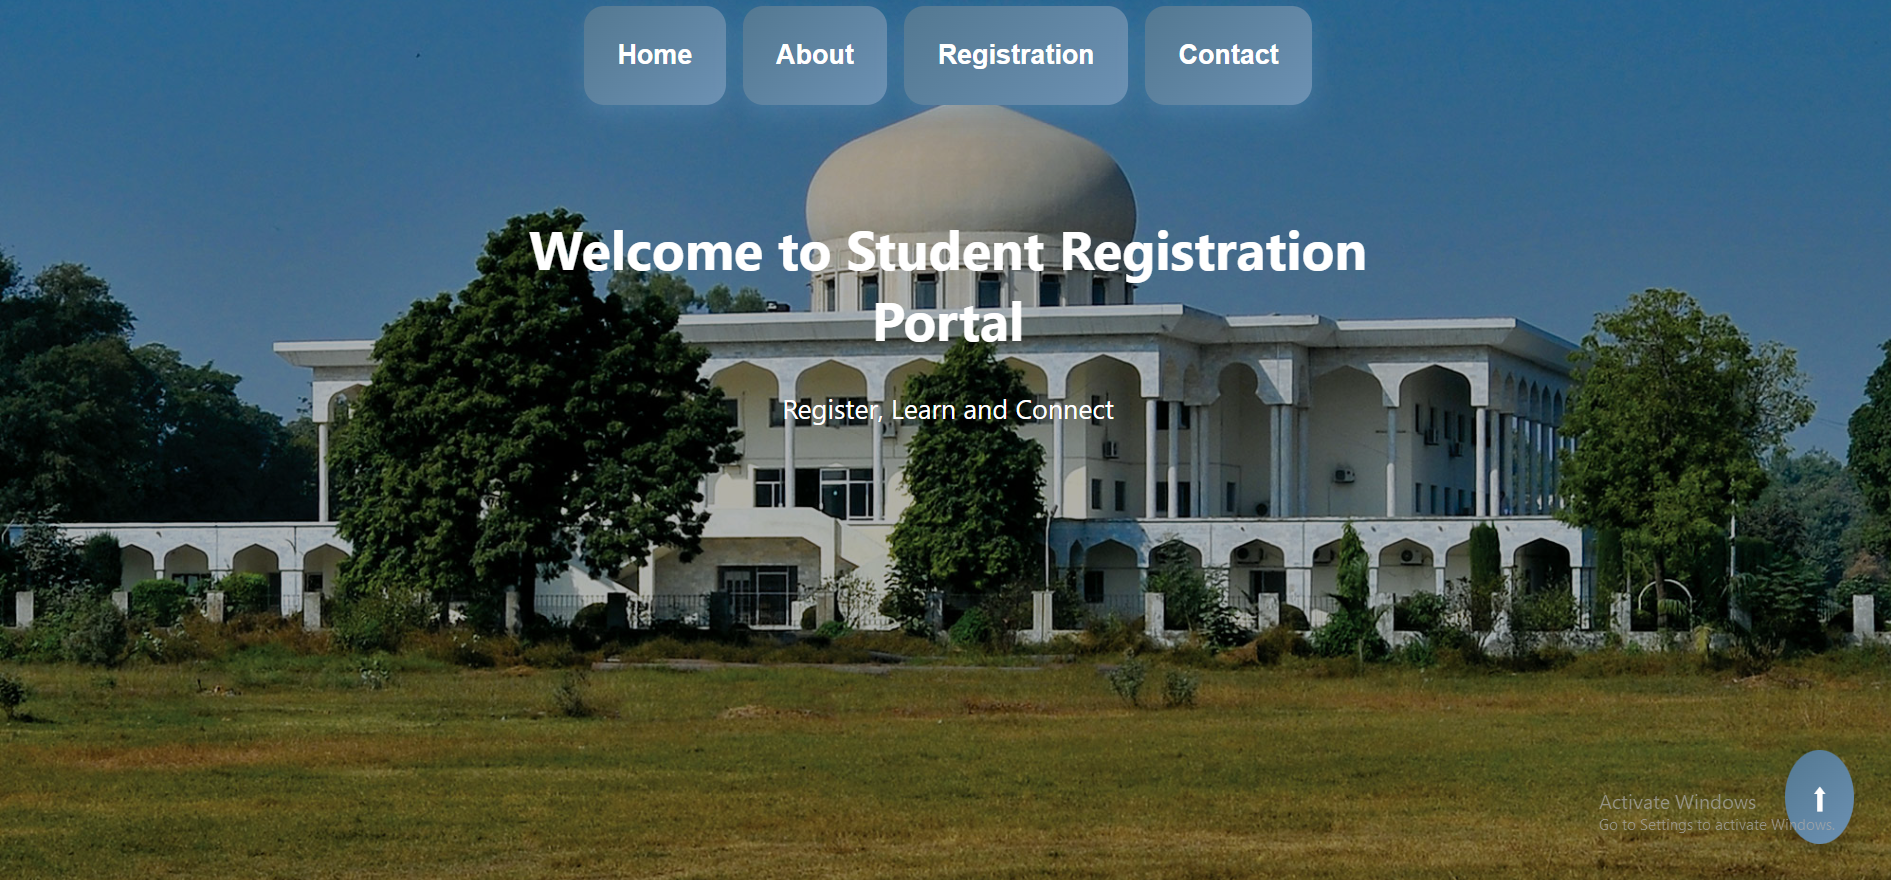 Home
About
Registration
Contact
Welcome to Student Registration
Portal
Register, Learn and Connect
Activate Windows
Go to Settings to activate Windows.